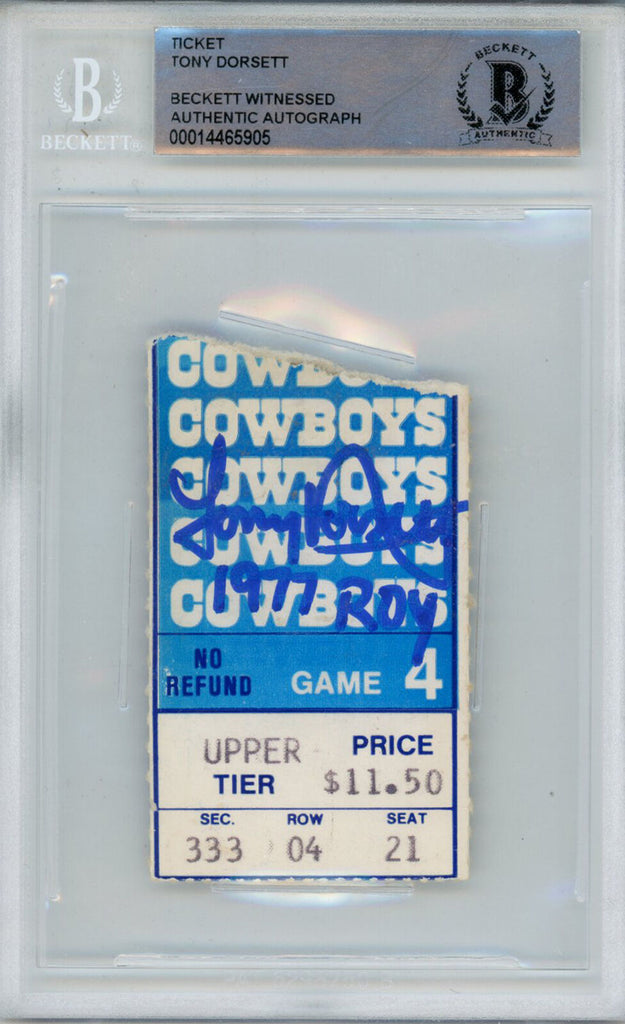 TICKET
TONY DORSETT
BECKETT WITNESSED
AUTHENTIC AUTOGRAPH
00014465905
B
BECKETT®
BECKETT
B
AUTHENTIC
COWBOYS
COWBOYS
COWBOYS
COWBOYS
COWBOYS
Tony Dorsett
1977 ROY
NO
REFUND
GAME 4
UPPER
TIER
PRICE
$11.50
SEC. ROW SEAT
333 04 21